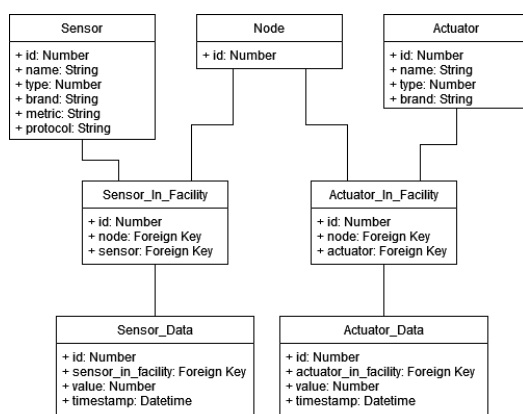 Sensor
+ id: Number
+ name: String
+ type: Number
+ brand: String
+ metric: String
+ protocol: String
Node
+ id: Number
Actuator
+ id: Number
+ name: String
+ type: Number
+ brand: String
Sensor_In_Facility
+ id: Number
+ node: Foreign Key
+ sensor: Foreign Key
Actuator_In_Facility
+ id: Number
+ node: Foreign Key
+ actuator: Foreign Key
Sensor_Data
+ id: Number
+ sensor_in_facility: Foreign Key
+ value: Number
+ timestamp: Datetime
Actuator_Data
+ id: Number
+ actuator_in_facility: Foreign Key
+ value: Number
+ timestamp: Datetime